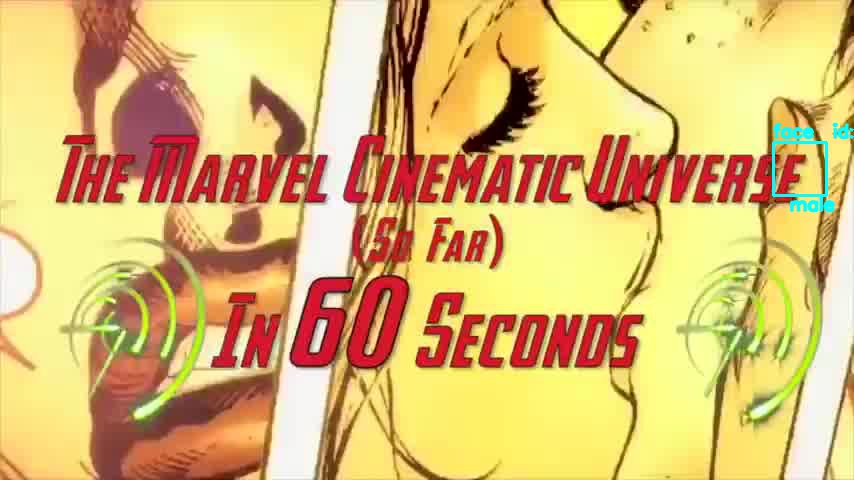 The Marvel Cinematic Universe
(So Far)
In 60 Seconds
face id:
male